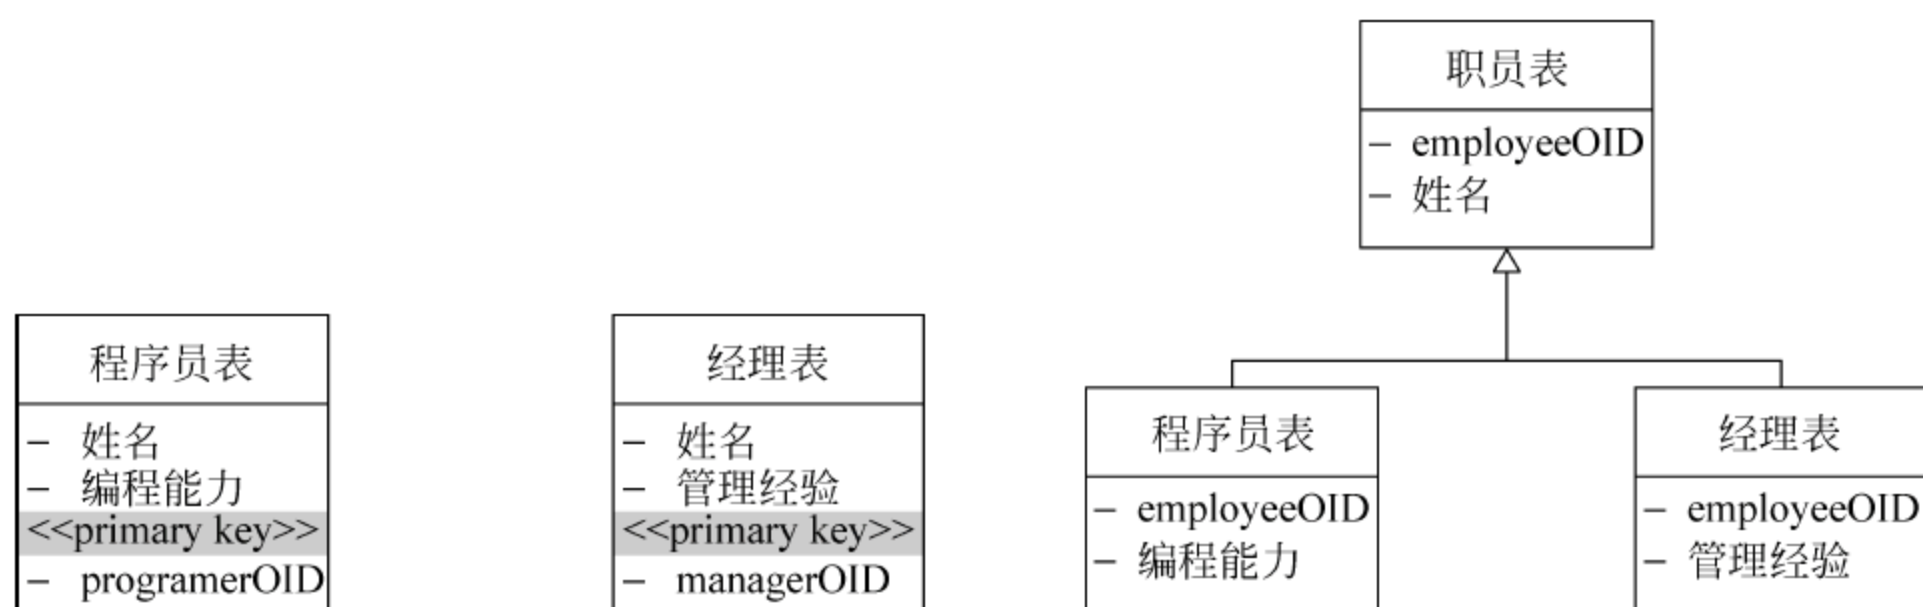 职员表
– employeeOID
– 姓名
程序员表
– 姓名
– 编程能力
<<primary key>>
– programerOID
经理表
– 姓名
– 管理经验
<<primary key>>
– managerOID
程序员表
– employeeOID
– 编程能力
经理表
– employeeOID
– 管理经验